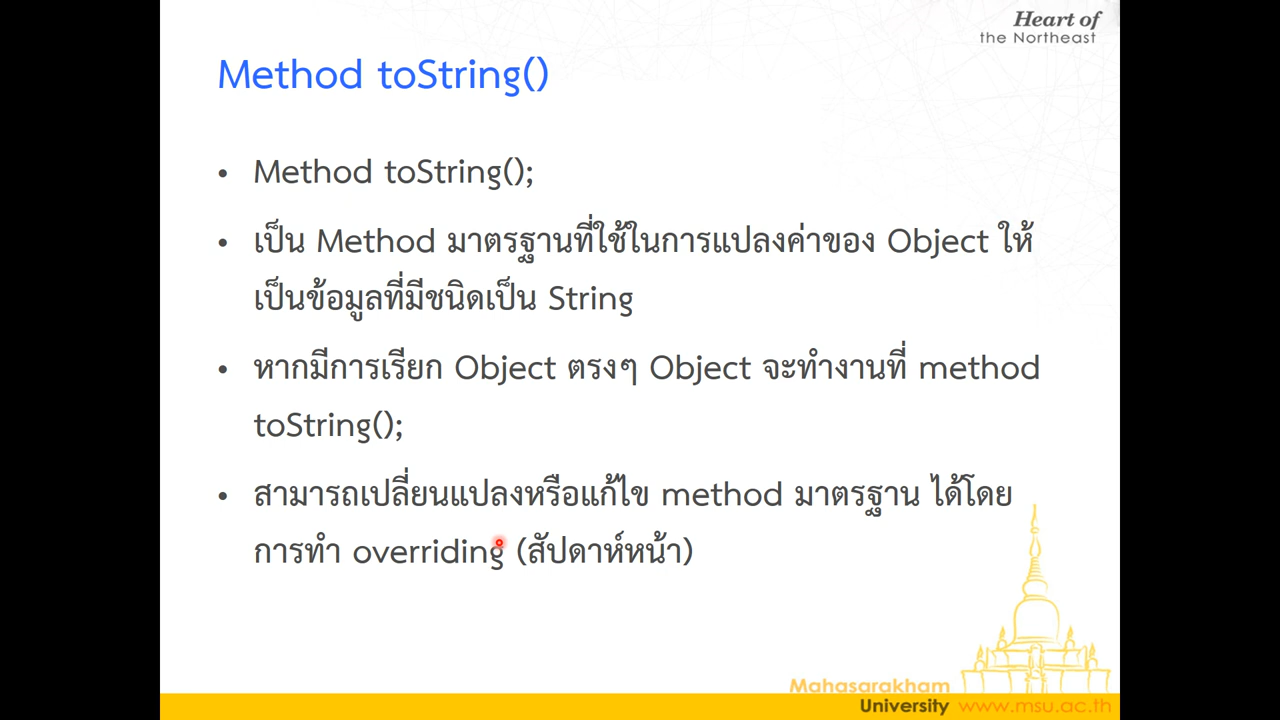 Heart of
the Northeast
Method toString()
• Method toString();
• เป็น Method มาตรฐานที่ใช้ในการแปลงค่าของ Object ให้
เป็นข้อมูลที่มีชนิดเป็น String
• หากมีการเรียก Object ตรงๆ Object จะทำงานที่ method
toString();
• สามารถเปลี่ยนแปลงหรือแก้ไข method มาตรฐาน ได้โดย
การทำ overriding (สัปดาห์หน้า)
Mahasarakham
University www.msu.ac.th